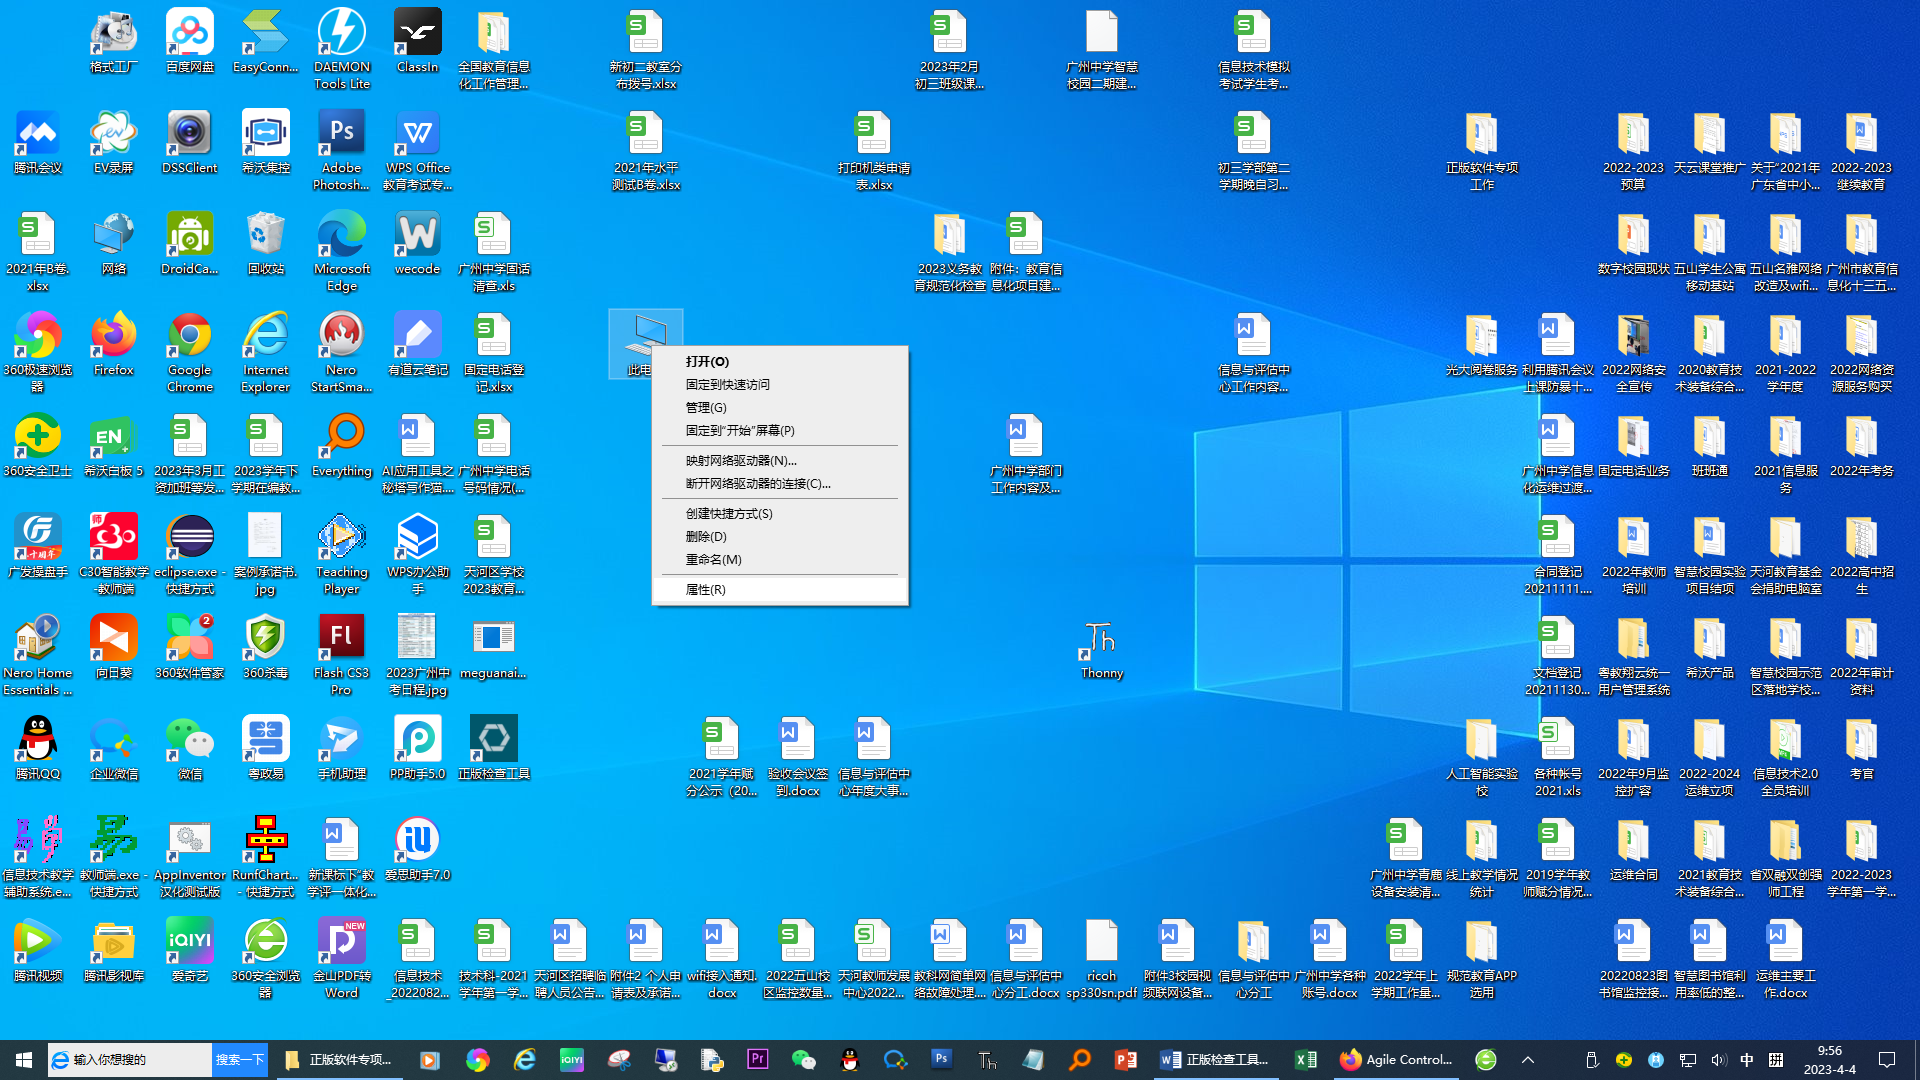 格式工厂
百度网盘
EasyConn...
DAEMON
Tools Lite
ClassIn
全国教育信息
化工作管理...
新初二教室分
布拨号.xlsx
2023年2月
初三班级课...
广州中学智慧
校园二期建...
信息技术模拟
考试学生考...
腾讯会议
EV录屏
DSSClient
希沃集控
Adobe
Photosh...
WPS Office
教育考试专...
2021年水平
测试B卷.xlsx
打印机类申请
表.xlsx
初三学部第二
学期晚自习...
正版软件专项
工作
2022-2023
预算
天云课堂推广
关于“2021年
广东省中小...
2022-2023
继续教育
2021年B卷.
xlsx
网络
DroidCa...
回收站
Microsoft
Edge
wecode
广州中学固话
清查.xls
2023义务教
育规范化检查
附件：教育信
息化项目建...
数字校园现状
五山学生公寓
移动基站
五山名雅网络
改造及wifi...
广州市教育信
息化十三五...
360极速浏览
器
Firefox
Google
Chrome
Internet
Explorer
Nero
StartSma...
有道云笔记
固定电话登
记.xlsx
此电
打开(O)
固定到快速访问
管理(G)
固定到“开始”屏幕(P)
映射网络驱动器(N)...
断开网络驱动器的连接(C)...
创建快捷方式(S)
删除(D)
重命名(M)
属性(R)
信息与评估中
心工作内容...
光大阅卷服务
利用腾讯会议
上课防暴十...
2022网络安
全宣传
2020教育技
术装备综合...
2021-2022
学年度
2022网络资
源服务购买
360安全卫士
希沃白板 5
2023年3月工
资加班等发...
2023学年下
学期在编教...
Everything
AI应用工具之
秘塔写作猫....
广州中学电话
号码情况(...
广州中学部门
工作内容及...
广州中学信息
化运维过渡...
固定电话业务
班班通
2021信息服
务
2022年考务
广发操盘手
C30智能教学
-教师端
eclipse.exe -
快捷方式
案例承诺书.
jpg
Teaching
Player
WPS办公助
手
天河区学校
2023教育...
合同登记
20211111....
2022年教师
培训
智慧校园实验
项目结项
天河教育基金
会捐助电脑室
2022高中招
生
Nero Home
Essentials ...
向日葵
360软件管家
360杀毒
Flash CS3
Pro
2023广州中
考日程.jpg
meguanai...
Thonny
文档登记
20211130...
粤教翔云统一
用户管理系统
希沃产品
智慧校园示范
区落地学校...
2022年审计
资料
腾讯QQ
企业微信
微信
粤政易
手机助理
PP助手5.0
正版检查工具
2021学年赋
分公示（20...
验收会议签
到.docx
信息与评估中
心年度大事...
人工智能实验
校
各种帐号
2021.xls
2022年9月监
控扩容
2022-2024
运维立项
信息技术2.0
全员培训
考官
信息技术教学
辅助系统.e...
教师端.exe -
快捷方式
AppInventor
汉化测试版
RunfChart...
- 快捷方式
新课标下“教
学评一体化...
爱思助手7.0
广州中学青鹿
设备安装清...
线上教学情况
统计
2019学年教
师赋分情况...
运维合同
2021教育技
术装备综合...
省双融双创强
师工程
2022-2023
学年第一学...
腾讯视频
腾讯影视库
爱奇艺
360安全浏览
器
金山PDF转
Word
信息技术
_2022082...
技术科-2021
学年第一学...
天河区招聘临
聘人员公告...
附件2 个人申
请表及承诺...
wifi接入通知.
docx
2022五山校
区监控数量...
天河教师发展
中心2022...
教科网简单网
络故障处理....
信息与评估中
心分工.docx
ricoh
sp330sn.pdf
附件3校园视
频联网设备...
信息与评估中
心分工
广州中学各种
账号.docx
2022学年上
学期工作量...
规范教育APP
选用
20220823图
书馆监控接...
智慧图书馆利
用率低的整...
运维主要工
作.docx
输入你想搜的
搜索一下
正版软件专项...
正版检查工具...
Agile Control...
中
拼
9:56
2023-4-4